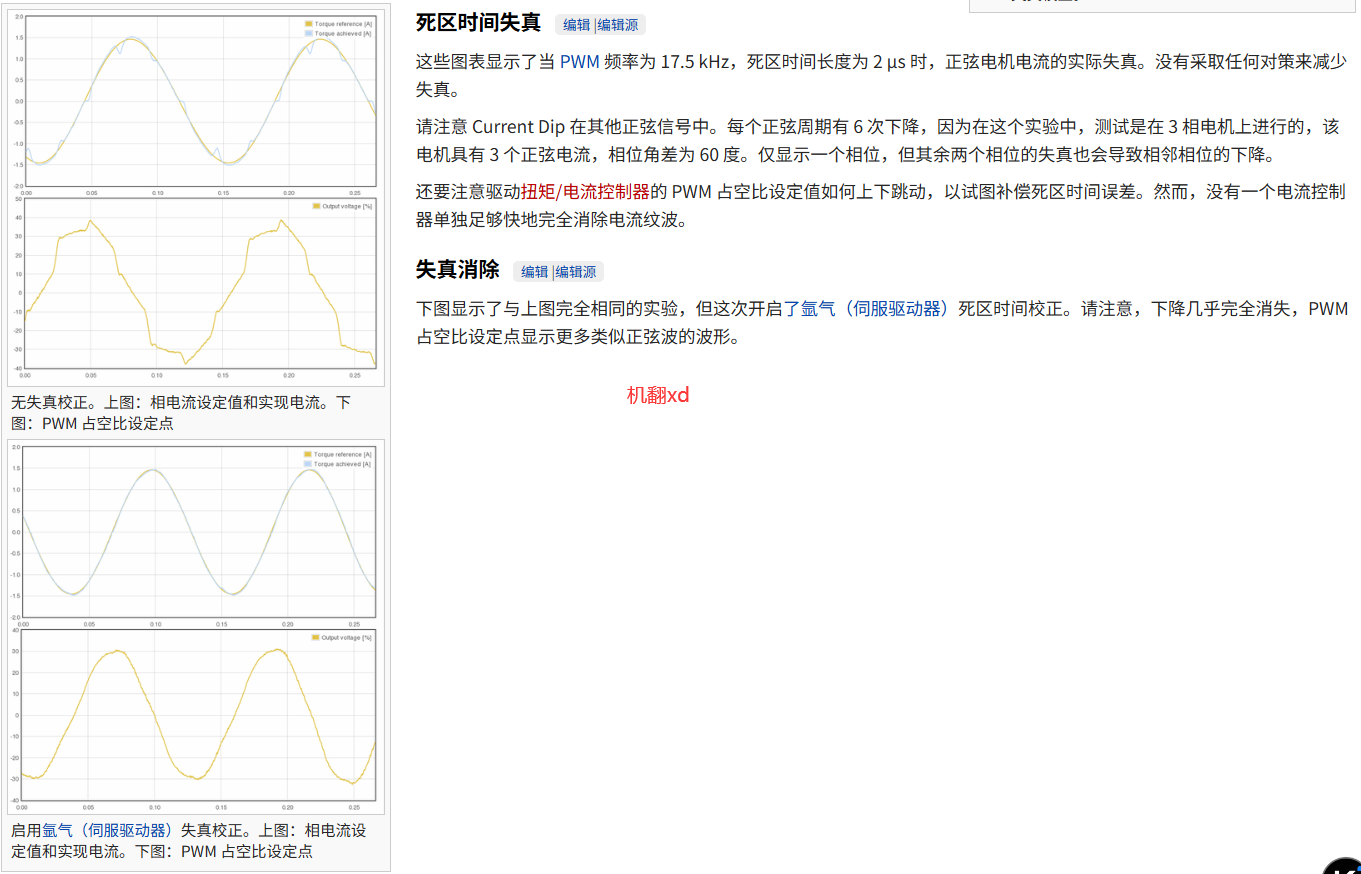 2.0
Torque reference [A]
Torque achieved [A]
1.5
1.0
0.5
0.0
-0.5
-1.0
-1.5
-2.0
0.00 0.05 0.10 0.15 0.20 0.25
50
Output voltage [%]
40
30
20
10
0
-10
-20
-30
-40
0.00 0.05 0.10 0.15 0.20 0.25
无失真校正。上图：相电流设定值和实现电流。下
图：PWM 占空比设定点
2.0
Torque reference [A]
Torque achieved [A]
1.5
1.0
0.5
0.0
-0.5
-1.0
-1.5
-2.0
0.00 0.05 0.10 0.15 0.20 0.25
40
Output voltage [%]
30
20
10
0
-10
-20
-30
-40
0.00 0.05 0.10 0.15 0.20 0.25
启用氩气（伺服驱动器）失真校正。上图：相电流设
定值和实现电流。下图：PWM 占空比设定点
死区时间失真 编辑 |编辑源
这些图表显示了当 PWM 频率为 17.5 kHz，死区时间长度为 2 µs 时，正弦电机电流的实际失真。没有采取任何对策来减少
失真。
请注意 Current Dip 在其他正弦信号中。每个正弦周期有 6 次下降，因为在这个实验中，测试是在 3 相电机上进行的，该
电机具有 3 个正弦电流，相位角差为 60 度。仅显示一个相位，但其余两个相位的失真也会导致相邻相位的下降。
还要注意驱动扭矩/电流控制器的 PWM 占空比设定值如何上下跳动，以试图补偿死区时间误差。然而，没有一个电流控制
器单独足够快地完全消除电流纹波。
失真消除 编辑 |编辑源
下图显示了与上图完全相同的实验，但这次开启了氩气（伺服驱动器）死区时间校正。请注意，下降几乎完全消失，PWM
占空比设定点显示更多类似正弦波的波形。
机翻xd